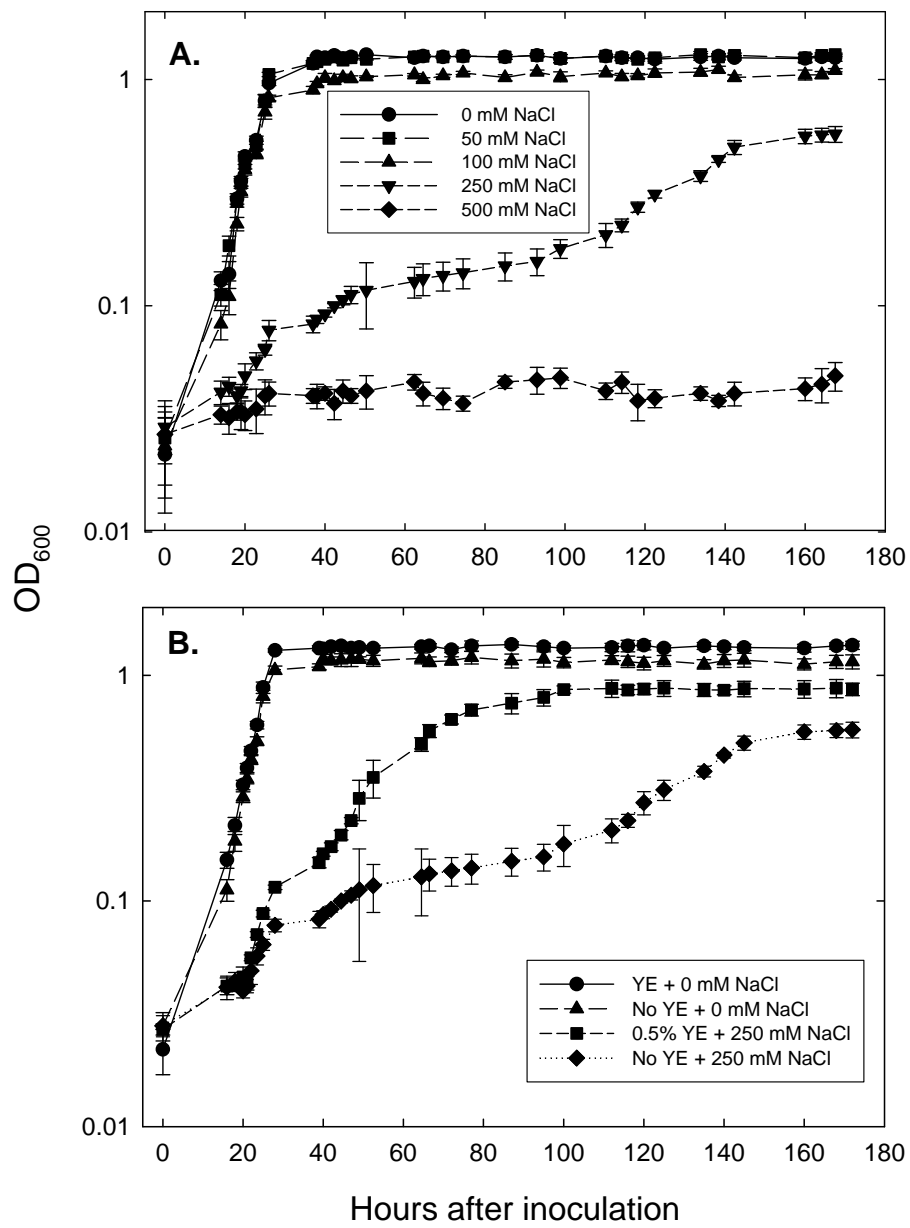 A.
1
0.1
0.01
0 mM NaCl
50 mM NaCl
100 mM NaCl
250 mM NaCl
500 mM NaCl
0 20 40 60 80 100 120 140 160 180
OD600
B.
1
0.1
0.01
YE + 0 mM NaCl
No YE + 0 mM NaCl
0.5% YE + 250 mM NaCl
No YE + 250 mM NaCl
0 20 40 60 80 100 120 140 160 180
Hours after inoculation